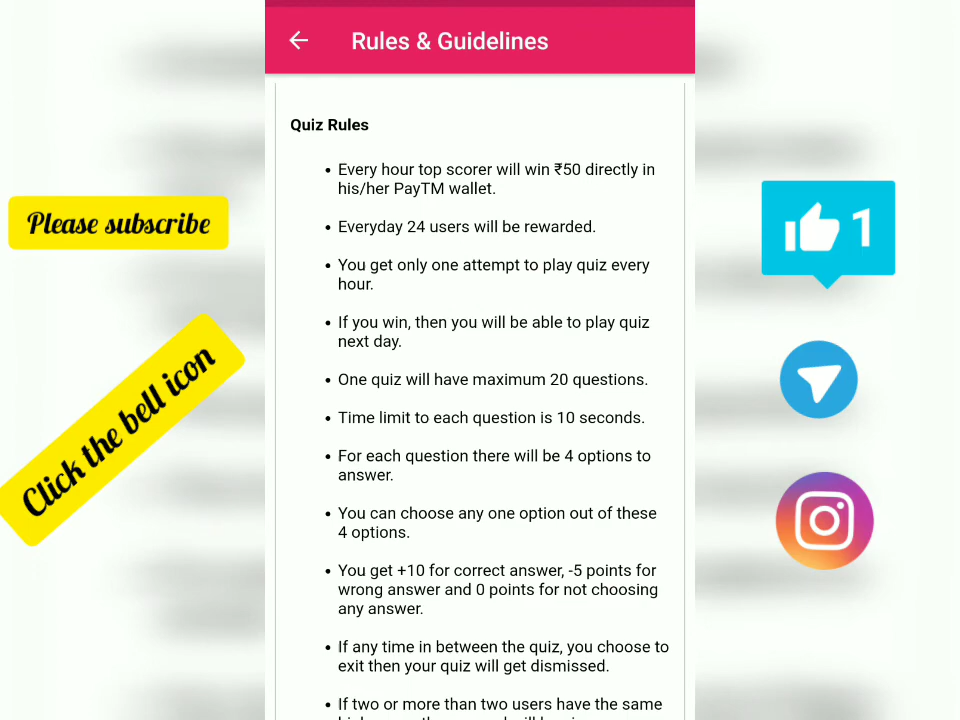 Rules & Guidelines
Quiz Rules
• Every hour top scorer will win ₹50 directly in
his/her PayTM wallet.
• Everyday 24 users will be rewarded.
• You get only one attempt to play quiz every
hour.
• If you win, then you will be able to play quiz
next day.
• One quiz will have maximum 20 questions.
• Time limit to each question is 10 seconds.
• For each question there will be 4 options to
answer.
• You can choose any one option out of these
4 options.
• You get +10 for correct answer, -5 points for
wrong answer and 0 points for not choosing
any answer.
• If any time in between the quiz, you choose to
exit then your quiz will get dismissed.
• If two or more than two users have the same
Please subscribe
Click the bell icon
1